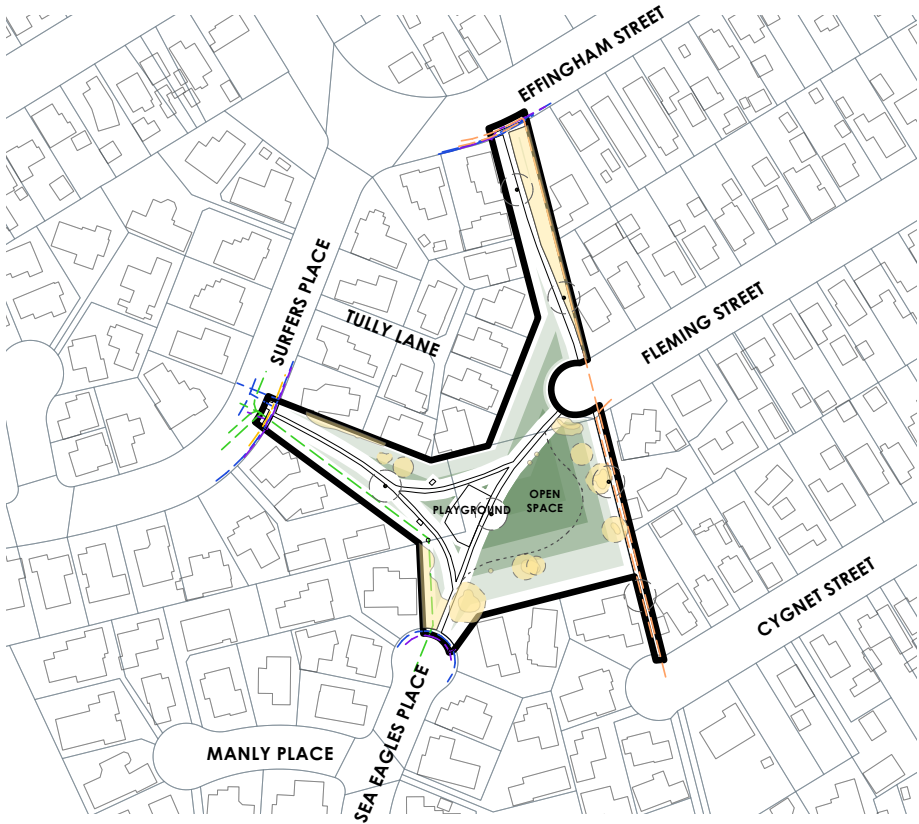 EFFINGHAM STREET
SURFERS PLACE
TULLY LANE
FLEMING STREET
PLAYGROUND
OPEN
SPACE
CYGNET STREET
SEA EAGLES PLACE
MANLY PLACE